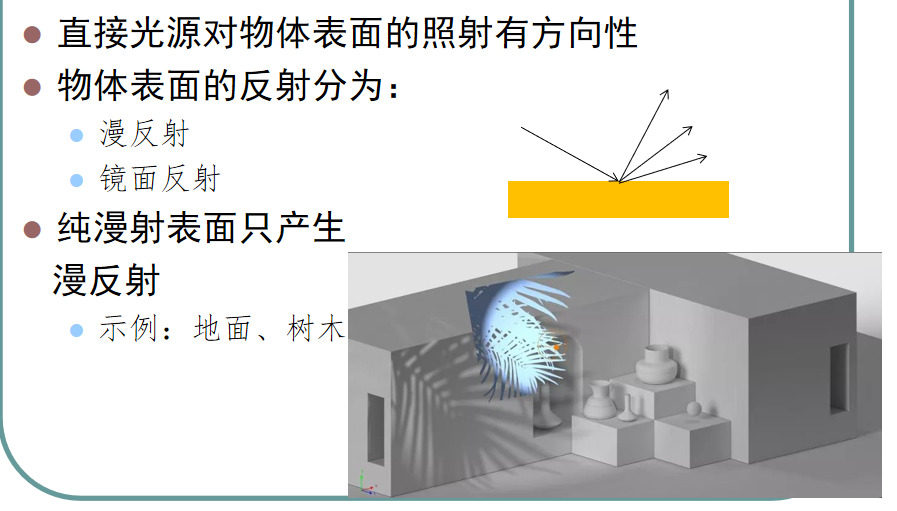 直接光源对物体表面的照射有方向性
物体表面的反射分为：
漫反射
镜面反射
纯漫射表面只产生
漫反射
示例：地面、树木